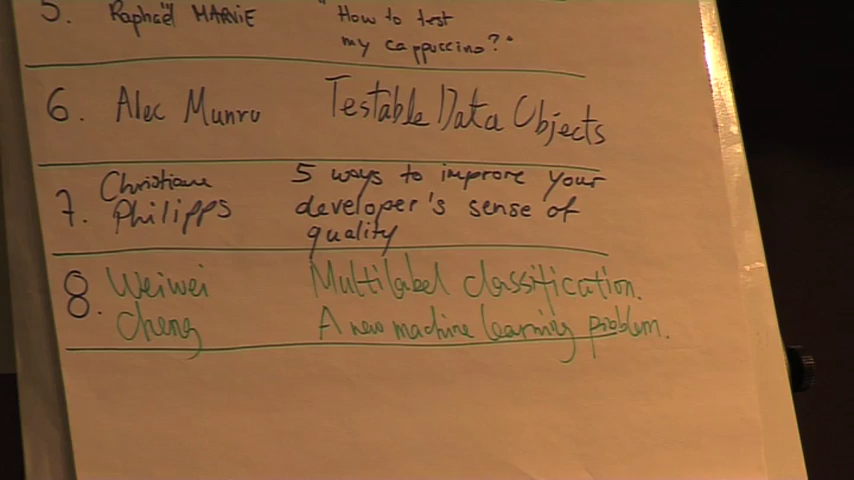 5. Raphaël MARVIE "How to test
my cappuccino?"
6. Alec Munro Testable Data Objects
7. Christiane Philipps 5 ways to improve your
developer's sense of
quality
8. Weiwei Cheng Multilabel classification.
A new machine learning problem.